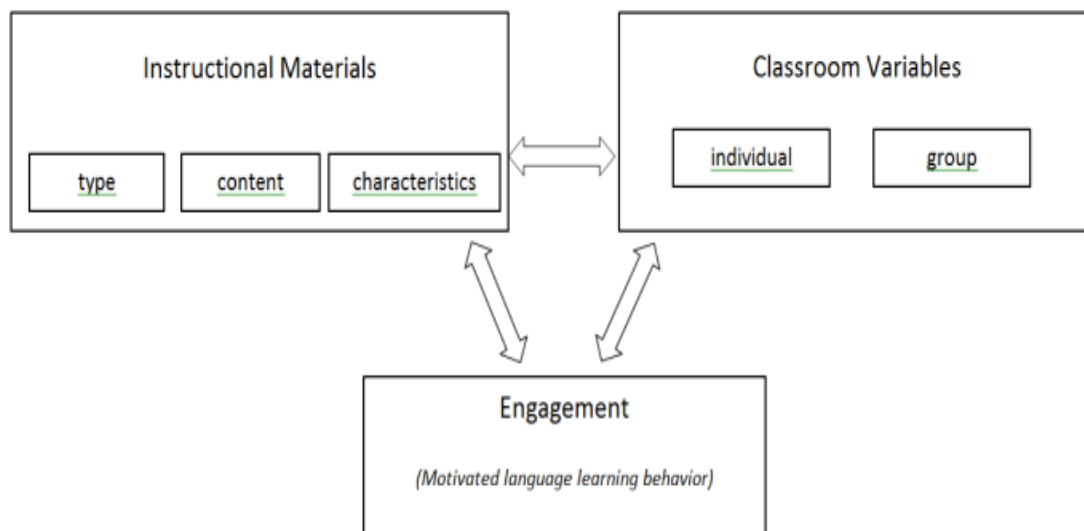 Instructional Materials
type
content
characteristics
Classroom Variables
individual
group
Engagement
(Motivated language learning behavior)